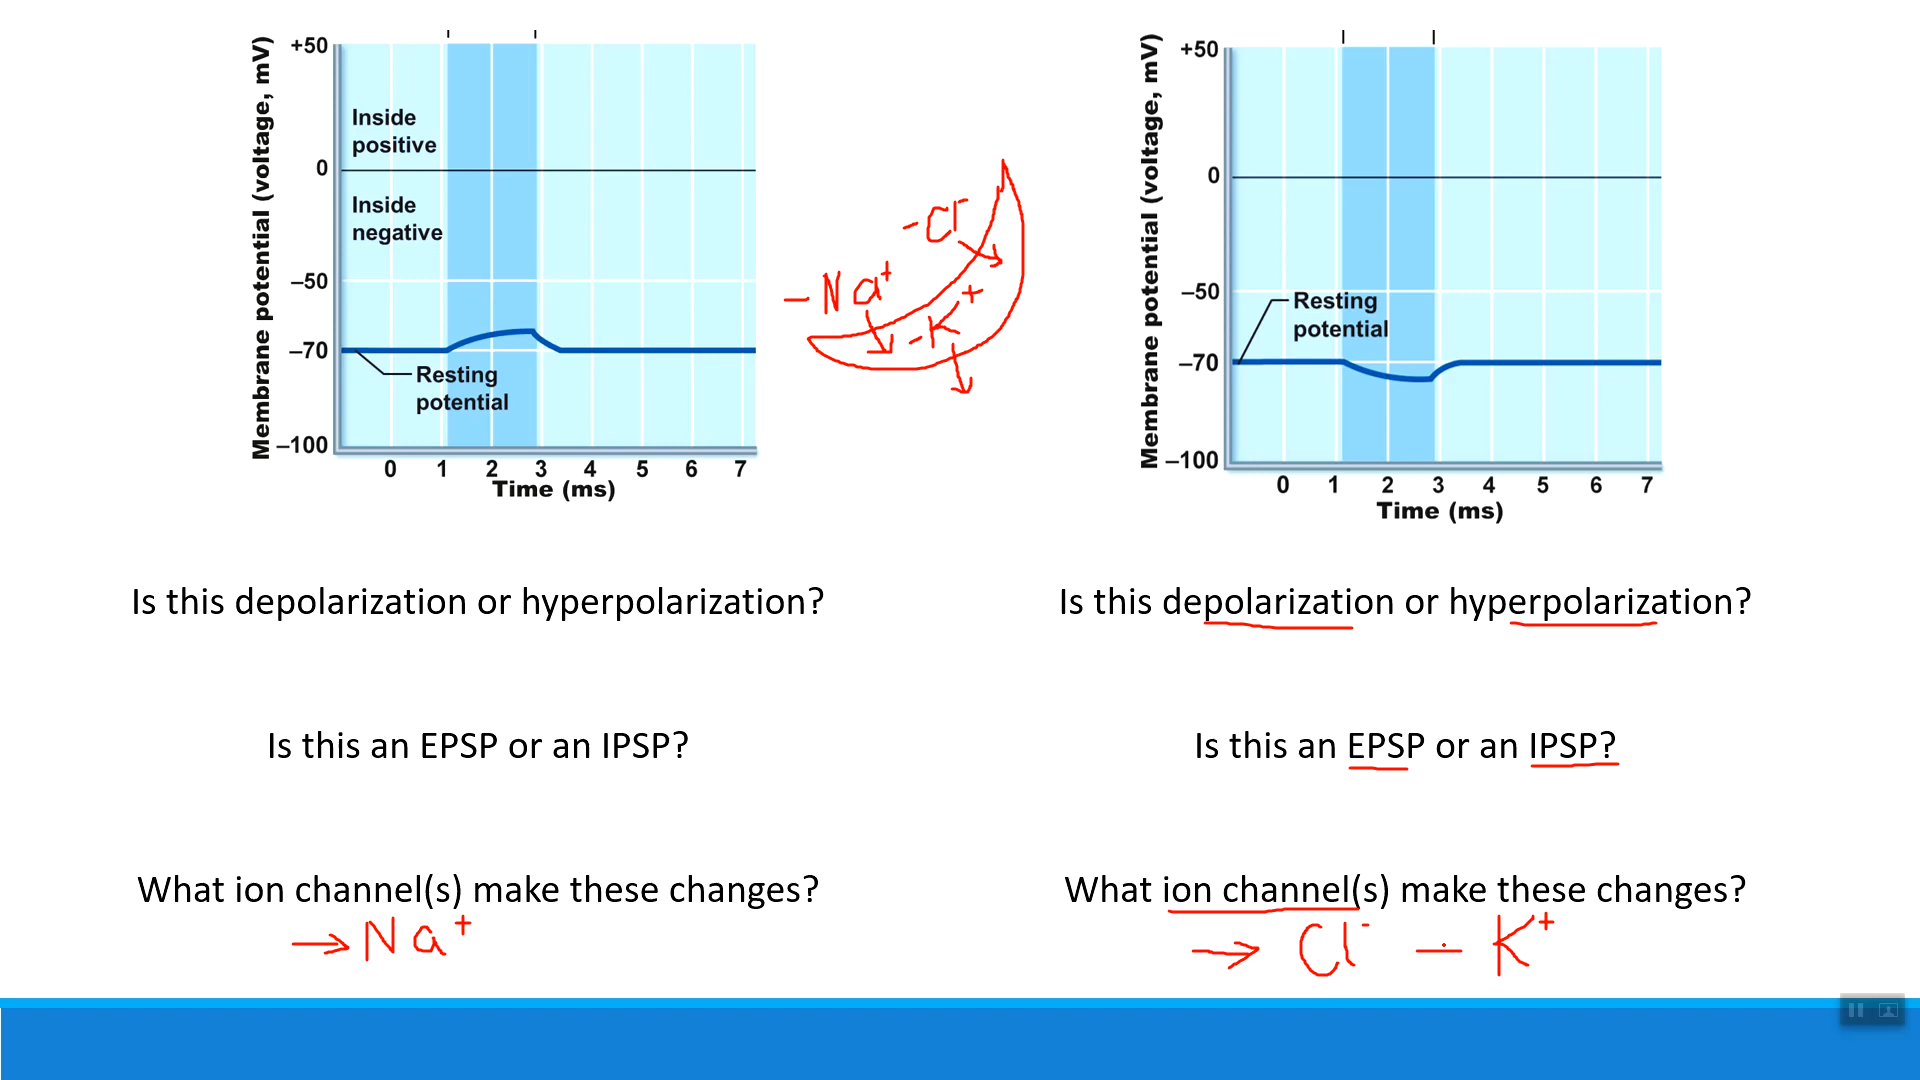 Membrane potential (voltage, mV)
+50
0
–50
–70
–100
Inside
positive
Inside
negative
Resting
potential
0 1 2 3 4 5 6 7
Time (ms)
-Cl⁻
-Na⁺
-K⁺
Membrane potential (voltage, mV)
+50
0
–50
–70
–100
Resting
potential
0 1 2 3 4 5 6 7
Time (ms)
Is this depolarization or hyperpolarization?
Is this an EPSP or an IPSP?
What ion channel(s) make these changes?
→ Na⁺
Is this depolarization or hyperpolarization?
Is this an EPSP or an IPSP?
What ion channel(s) make these changes?
→ Cl⁻ – K⁺